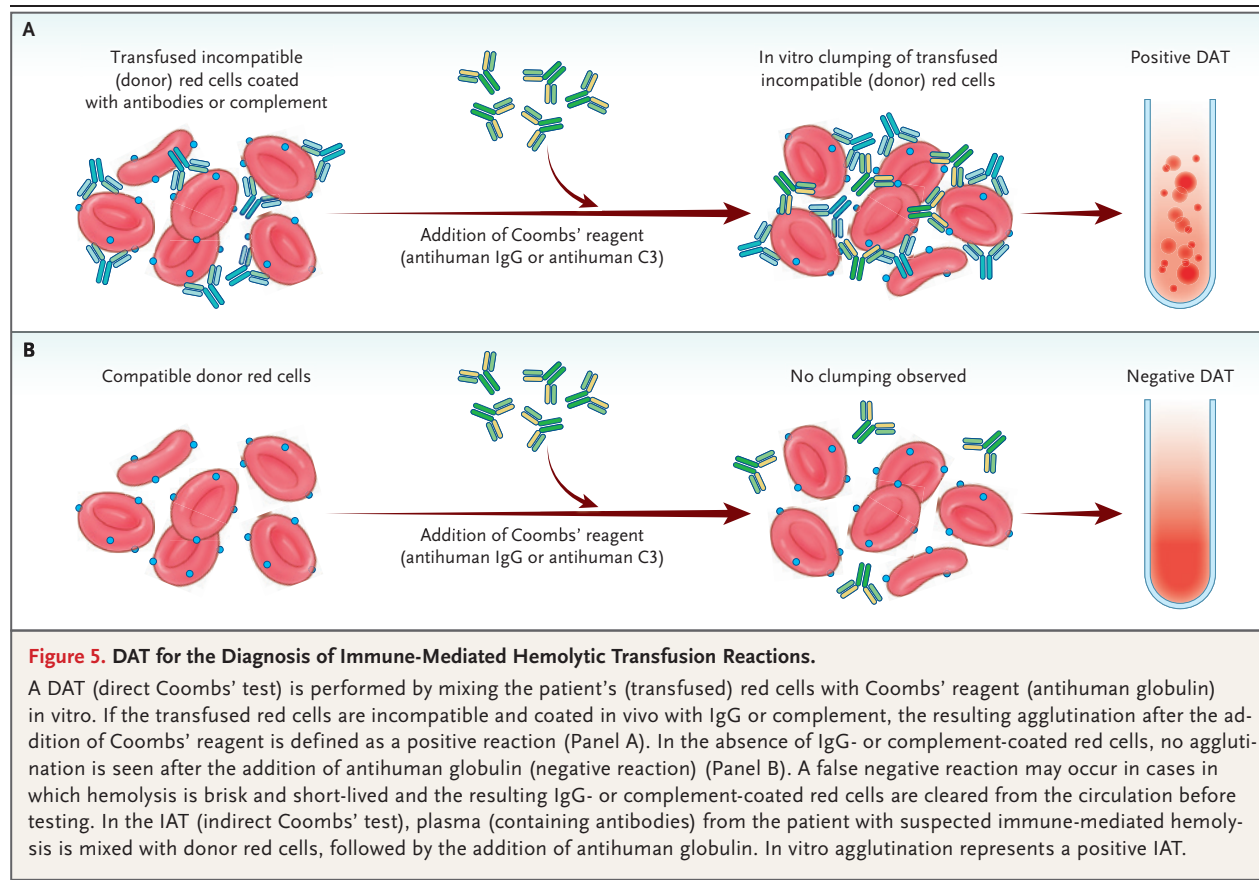 A
Transfused incompatible
(donor) red cells coated
with antibodies or complement
Addition of Coombs’ reagent
(antihuman IgG or antihuman C3)
In vitro clumping of transfused
incompatible (donor) red cells
Positive DAT
B
Compatible donor red cells
Addition of Coombs’ reagent
(antihuman IgG or antihuman C3)
No clumping observed
Negative DAT
Figure 5. DAT for the Diagnosis of Immune-Mediated Hemolytic Transfusion Reactions.
A DAT (direct Coombs’ test) is performed by mixing the patient’s (transfused) red cells with Coombs’ reagent (antihuman globulin)
in vitro. If the transfused red cells are incompatible and coated in vivo with IgG or complement, the resulting agglutination after the ad-
dition of Coombs’ reagent is defined as a positive reaction (Panel A). In the absence of IgG- or complement-coated red cells, no aggluti-
nation is seen after the addition of antihuman globulin (negative reaction) (Panel B). A false negative reaction may occur in cases in
which hemolysis is brisk and short-lived and the resulting IgG- or complement-coated red cells are cleared from the circulation before
testing. In the IAT (indirect Coombs’ test), plasma (containing antibodies) from the patient with suspected immune-mediated hemoly-
sis is mixed with donor red cells, followed by the addition of antihuman globulin. In vitro agglutination represents a positive IAT.